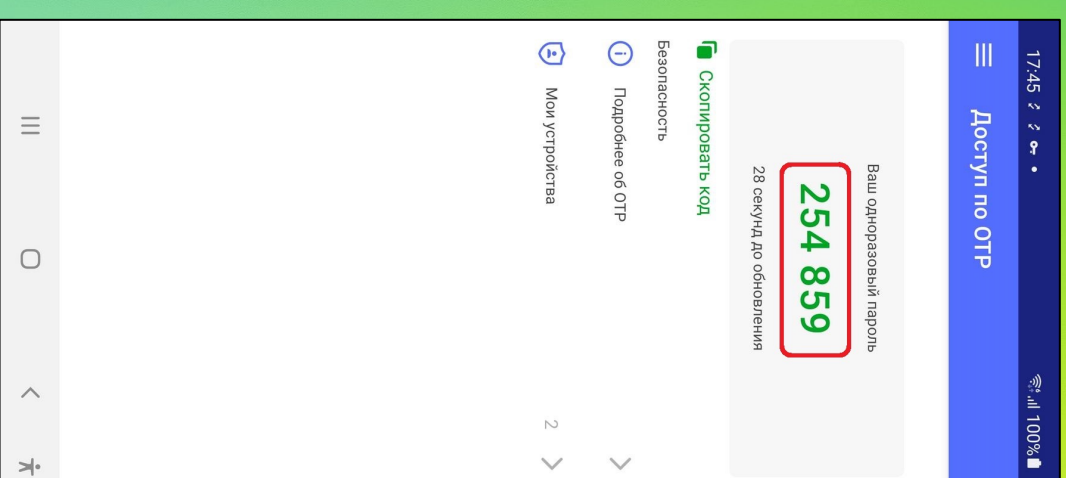 17:45
100%
Доступ по OTP
Ваш одноразовый пароль
254 859
28 секунд до обновления
Скопировать код
Безопасность
Подробнее об OTP
Мои устройства 2